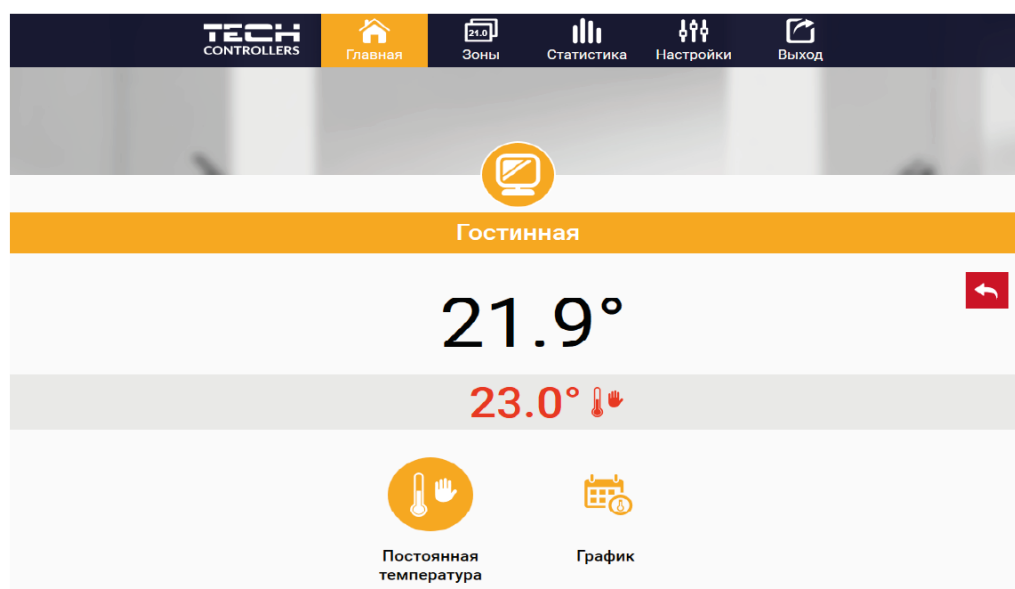 TECH
CONTROLLERS
Главная
21.0
Зоны
Статистика
Настройки
Выход
Гостинная
21.9°
23.0°
Постоянная
температура
График